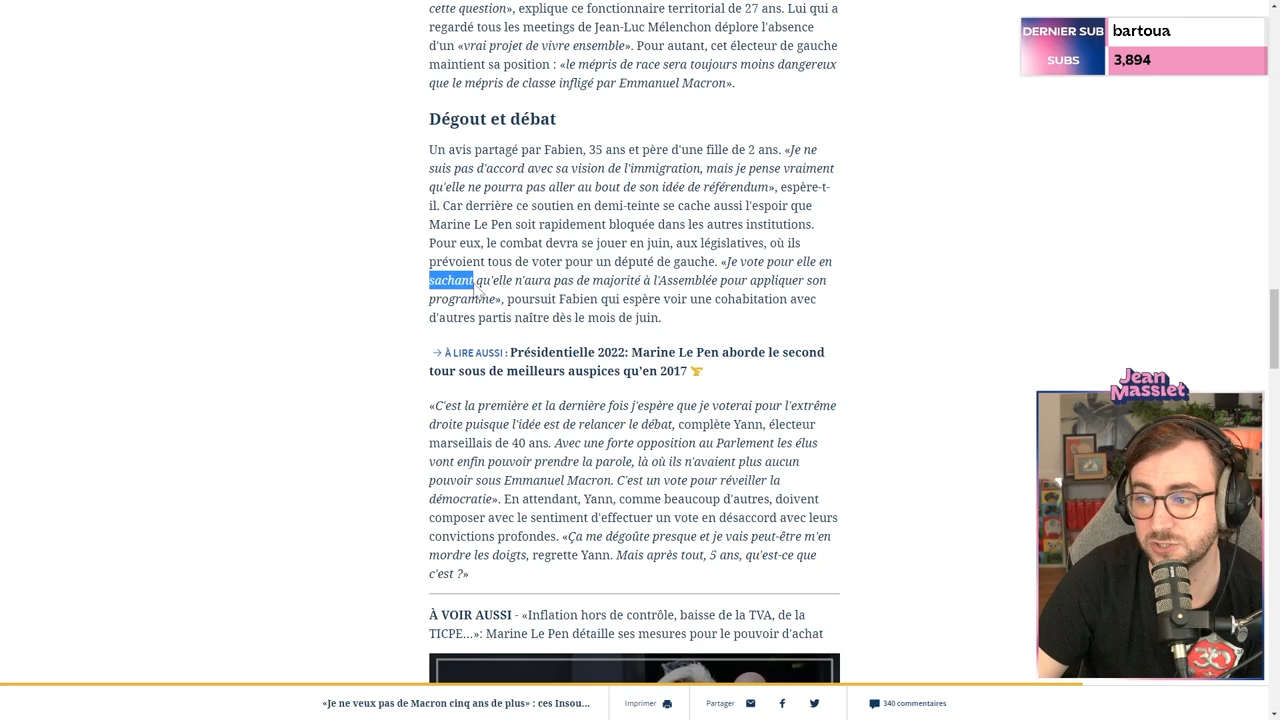 cette question», explique ce fonctionnaire territorial de 27 ans. Lui qui a
regardé tous les meetings de Jean-Luc Mélenchon déplore l'absence
d'un «vrai projet de vivre ensemble». Pour autant, cet électeur de gauche
maintient sa position : «le mépris de race sera toujours moins dangereux
que le mépris de classe infligé par Emmanuel Macron».
Dégout et débat
Un avis partagé par Fabien, 35 ans et père d'une fille de 2 ans. «Je ne
suis pas d'accord avec sa vision de l'immigration, mais je pense vraiment
qu'elle ne pourra pas aller au bout de son idée de référendum», espère-t-
il. Car derrière ce soutien en demi-teinte se cache aussi l'espoir que
Marine Le Pen soit rapidement bloquée dans les autres institutions.
Pour eux, le combat devra se jouer en juin, aux législatives, où ils
prévoient tous de voter pour un député de gauche. «Je vote pour elle en
sachant qu'elle n'aura pas de majorité à l'Assemblée pour appliquer son
programme», poursuit Fabien qui espère voir une cohabitation avec
d'autres partis naître dès le mois de juin.
→ À LIRE AUSSI : Présidentielle 2022: Marine Le Pen aborde le second
tour sous de meilleurs auspices qu'en 2017
«C'est la première et la dernière fois j'espère que je voterai pour l'extrême
droite puisque l'idée est de relancer le débat, complète Yann, électeur
marseillais de 40 ans. Avec une forte opposition au Parlement les élus
vont enfin pouvoir prendre la parole, là où ils n'avaient plus aucun
pouvoir sous Emmanuel Macron. C'est un vote pour réveiller la
démocratie». En attendant, Yann, comme beaucoup d'autres, doivent
composer avec le sentiment d'effectuer un vote en désaccord avec leurs
convictions profondes. «Ça me dégoûte presque et je vais peut-être m'en
mordre les doigts, regrette Yann. Mais après tout, 5 ans, qu'est-ce que
c'est ?»
À VOIR AUSSI - «Inflation hors de contrôle, baisse de la TVA, de la
TICPE...»: Marine Le Pen détaille ses mesures pour le pouvoir d'achat
«Je ne veux pas de Macron cinq ans de plus» : ces Insou...
Imprimer
Partager
340 commentaires
DERNIER SUB
bartoua
SUBS
3,894
Jean
Massiet